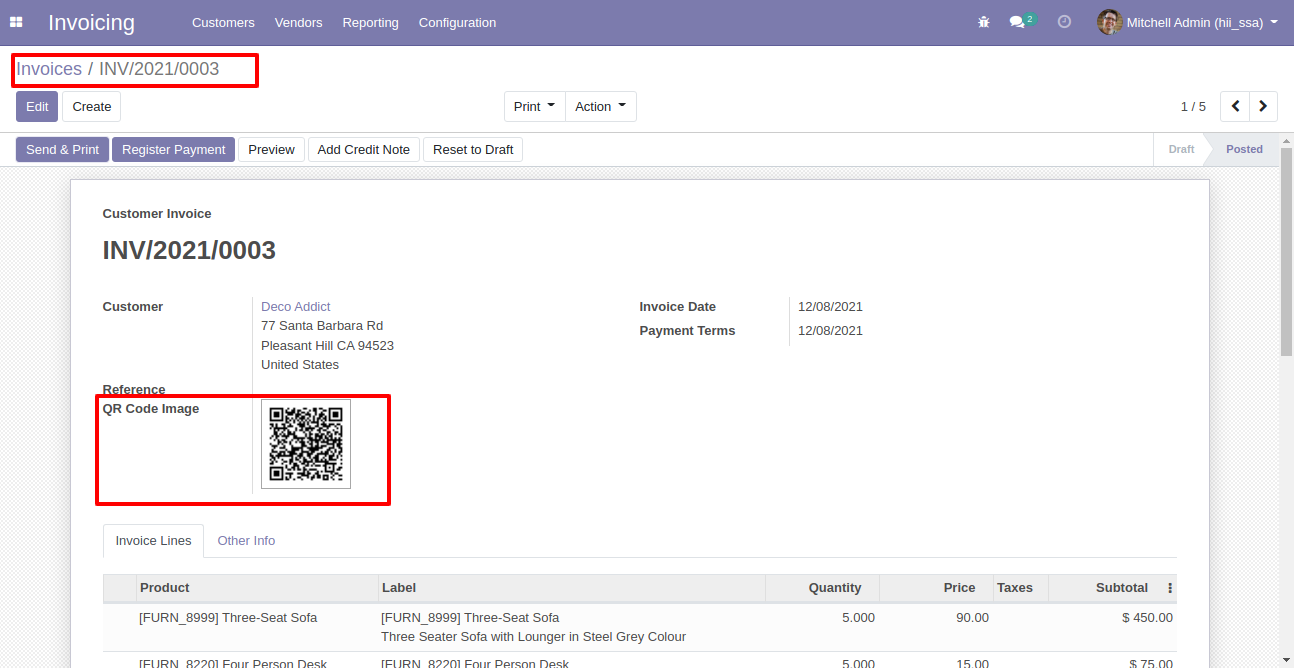 Invoicing Customers Vendors Reporting Configuration 2 Mitchell Admin (hii_ssa)
Invoices / INV/2021/0003
Edit Create Print Action 1 / 5
Send & Print Register Payment Preview Add Credit Note Reset to Draft Draft Posted
Customer Invoice
INV/2021/0003
Customer Deco Addict Invoice Date 12/08/2021
77 Santa Barbara Rd Payment Terms 12/08/2021
Pleasant Hill CA 94523
United States
Reference
QR Code Image
Invoice Lines Other Info
Product Label Quantity Price Taxes Subtotal
[FURN_8999] Three-Seat Sofa [FURN_8999] Three-Seat Sofa 5.000 90.00 $ 450.00
Three Seater Sofa with Lounger in Steel Grey Colour
[FURN_8220] Four Person Desk [FURN_8220] Four Person Desk 5.000 15.00 $ 75.00